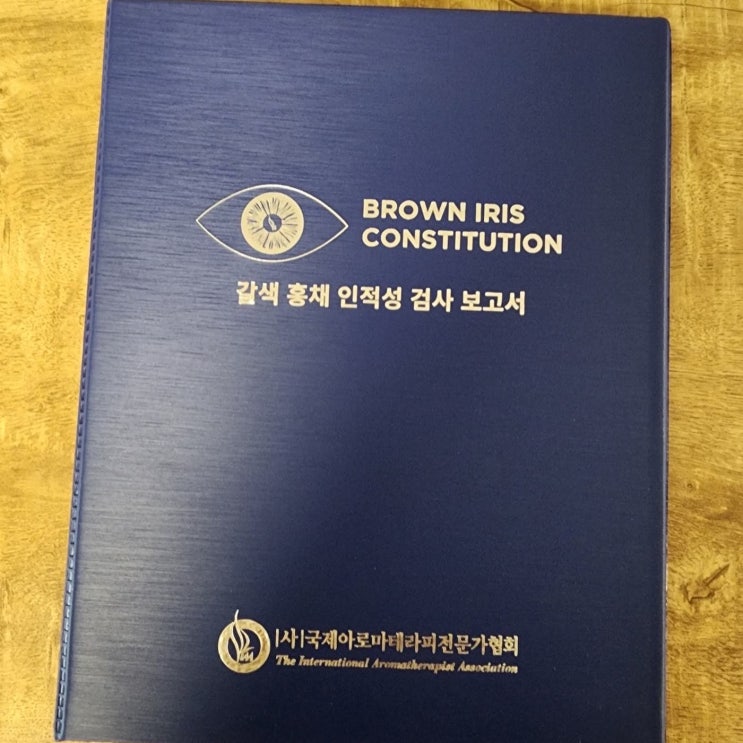 BROWN IRIS
CONSTITUTION
갈색 홍채 인적성 검사 보고서
|사|국제아로마테라피전문가협회
The International Aromatherapist Association